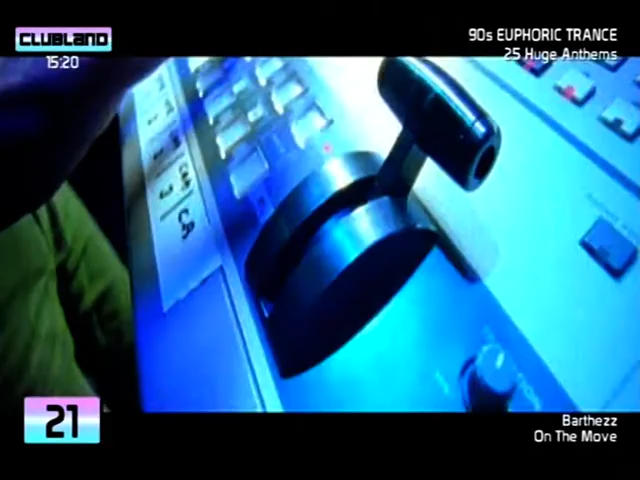 CLUBLAND
15:20
90s EUPHORIC TRANCE
25 Huge Anthems
21
Barthezz
On The Move